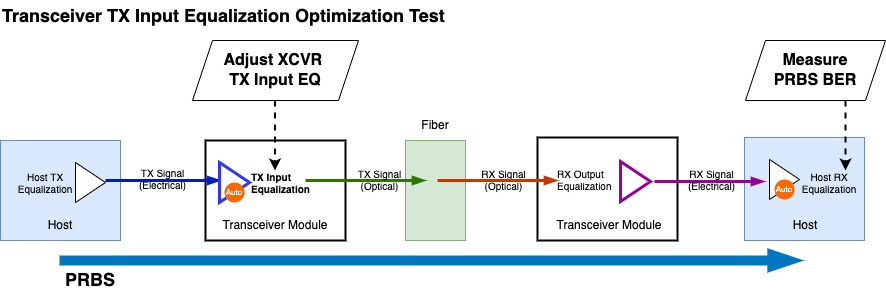 Transceiver TX Input Equalization Optimization Test
Adjust XCVR
TX Input EQ
Measure
PRBS BER
Fiber
Host TX
Equalization
Host
TX Signal
(Electrical)
Auto
TX Input
Equalization
Transceiver Module
TX Signal
(Optical)
RX Signal
(Optical)
RX Output
Equalization
Transceiver Module
RX Signal
(Electrical)
Auto
Host RX
Equalization
Host
PRBS